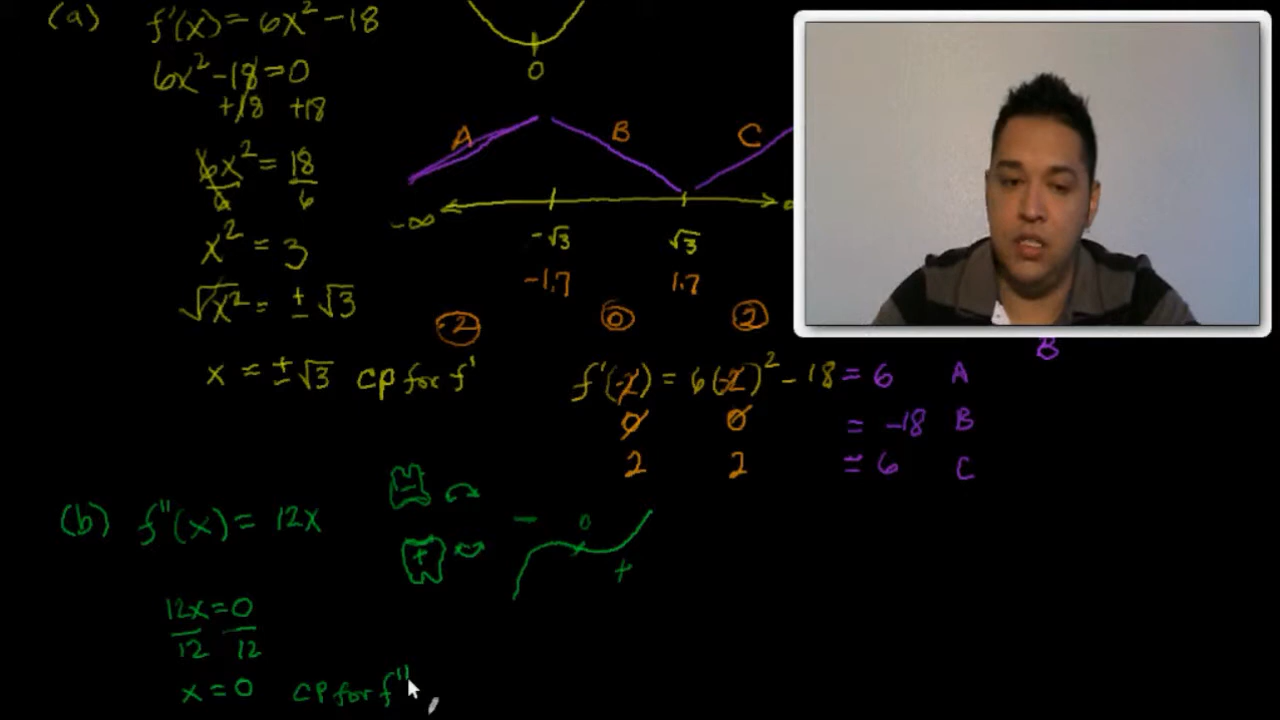 (a) f'(x) = 6x² - 18
0
6x² - 18 = 0
+18 +18
A B C
6x² = 18
6 6
-∞
x² = 3
-√3 √3
-1.7 1.7
√x² = ± √3
-2 0 2
B
x = ±√3 CP for f'
f'(-2) = 6(-2)² - 18 = 6 A
0 0 = -18 B
2 2 = 6 C
(b) f''(x) = 12x
- 0
+ +
12x = 0
12 12
x = 0 CP for f''